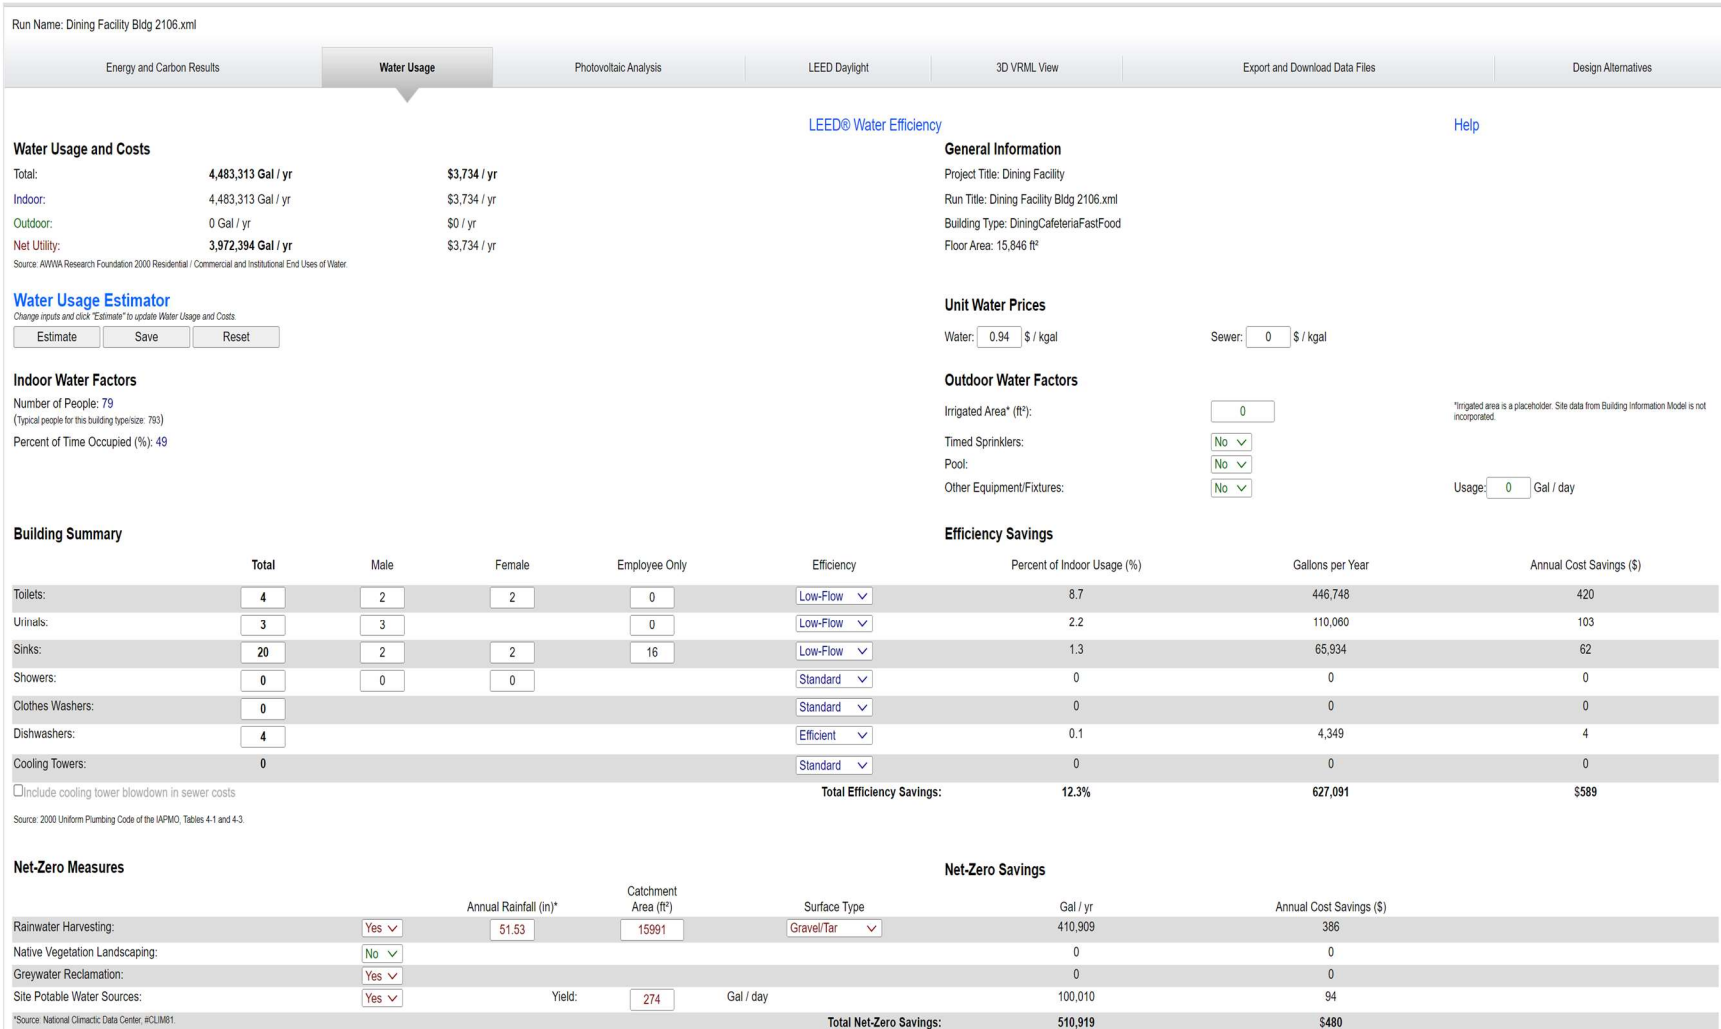 Run Name: Dining Facility Bldg 2106.xml
Energy and Carbon Results Water Usage Photovoltaic Analysis LEED Daylight 3D VRML View Export and Download Data Files Design Alternatives
LEED® Water Efficiency Help
Water Usage and Costs General Information
Total: 4,483,313 Gal / yr $3,734 / yr Project Title: Dining Facility
Indoor: 4,483,313 Gal / yr $3,734 / yr Run Title: Dining Facility Bldg 2106.xml
Outdoor: 0 Gal / yr $0 / yr Building Type: DiningCafeteriaFastFood
Net Utility: 3,972,394 Gal / yr $3,734 / yr Floor Area: 15,846 ft²
Source: AWWA Research Foundation 2000 Residential / Commercial and Institutional End Uses of Water.
Water Usage Estimator Unit Water Prices
Change inputs and click "Estimate" to update Water Usage and Costs.
Estimate Save Reset Water: 0.94 $ / kgal Sewer: 0 $ / kgal
Indoor Water Factors Outdoor Water Factors
Number of People: 79 Irrigated Area* (ft²): 0 *Irrigated area is a placeholder. Site data from Building Information Model is not
incorporated.
(Typical people for this building type/size: 793)
Percent of Time Occupied (%): 49 Timed Sprinklers: No
Pool: No
Other Equipment/Fixtures: No Usage: 0 Gal / day
Building Summary Efficiency Savings
Total Male Female Employee Only Efficiency Percent of Indoor Usage (%) Gallons per Year Annual Cost Savings ($)
Toilets: 4 2 2 0 Low-Flow 8.7 446,748 420
Urinals: 3 3 0 Low-Flow 2.2 110,060 103
Sinks: 20 2 2 16 Low-Flow 1.3 65,934 62
Showers: 0 0 0 Standard 0 0 0
Clothes Washers: 0 Standard 0 0 0
Dishwashers: 4 Efficient 0.1 4,349 4
Cooling Towers: 0 Standard 0 0 0
Include cooling tower blowdown in sewer costs Total Efficiency Savings: 12.3% 627,091 $589
Source: 2000 Uniform Plumbing Code of the IAPMO, Tables 4-1 and 4-3.
Net-Zero Measures Net-Zero Savings
Annual Rainfall (in)* Catchment Area (ft²) Surface Type Gal / yr Annual Cost Savings ($)
Rainwater Harvesting: Yes 51.53 15991 Gravel/Tar 410,909 386
Native Vegetation Landscaping: No 0 0
Greywater Reclamation: Yes 0 0
Site Potable Water Sources: Yes Yield: 274 Gal / day 100,010 94
*Source: National Climactic Data Center, #CLIM81. Total Net-Zero Savings: 510,919 $480